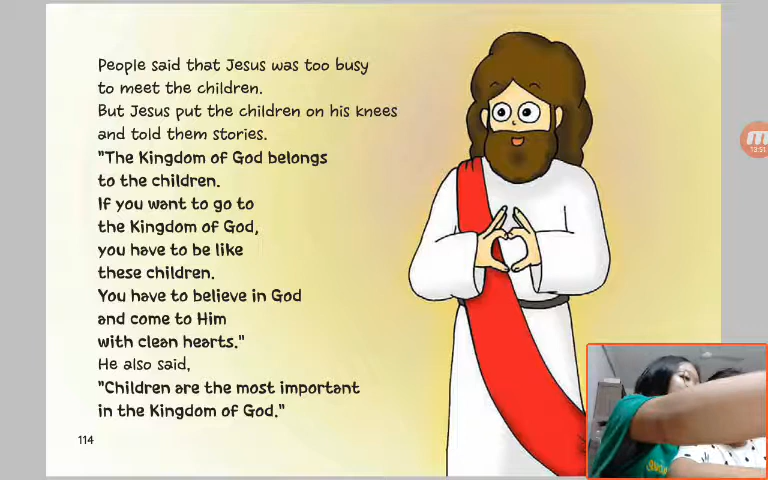 People said that Jesus was too busy
to meet the children.
But Jesus put the children on his knees
and told them stories.
"The Kingdom of God belongs
to the children.
If you want to go to
the Kingdom of God,
you have to be like
these children.
You have to believe in God
and come to Him
with clean hearts."
He also said,
"Children are the most important
in the Kingdom of God."
114
13:51